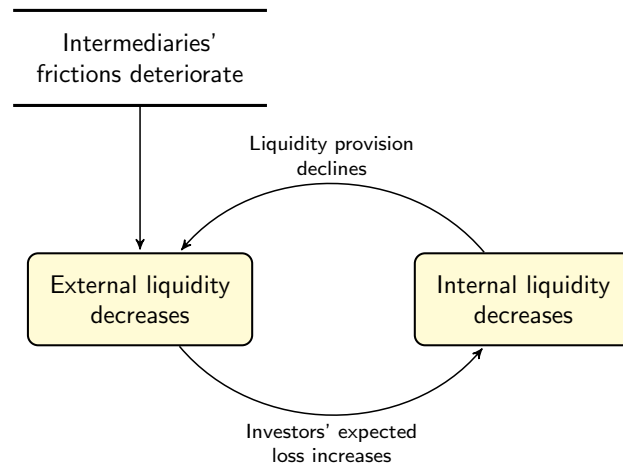 Intermediaries'
frictions deteriorate
Liquidity provision
declines
External liquidity
decreases
Internal liquidity
decreases
Investors' expected
loss increases